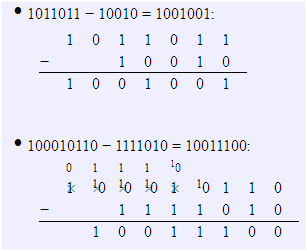 • 1011011 − 10010 = 1001001:
1 0 1 1 0 1 1
− 1 0 0 1 0
1 0 0 1 0 0 1
• 100010110 − 1111010 = 10011100:
0 1 1 1 ¹0
1 ¹0 ¹0 ¹0 1 ¹0 1 1 0
− 1 1 1 1 0 1 0
1 0 0 1 1 1 0 0